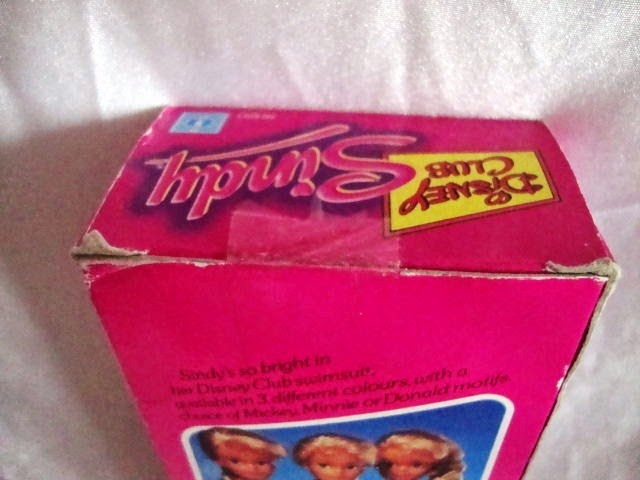 DISNEY
CLUB
Sindy
Sindy's so bright in
her Disney Club swimsuit,
available in 3 different colours, with a
choice of Mickey, Minnie or Donald motifs.